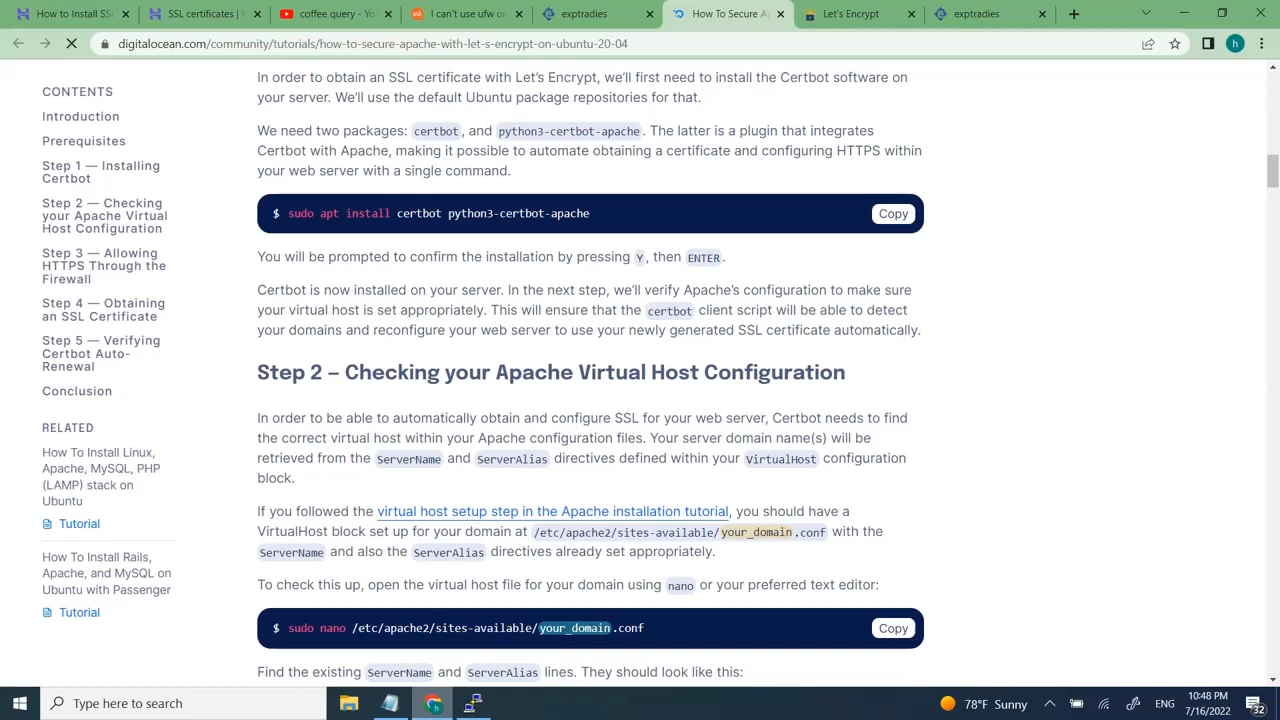 Install SSI
SSL certificates I
coffee query - Yo
ask
I can't use ufw on
exptradies
How To Secure A
Let's Encrypt
exptradies
digitalocean.com/community/tutorials/how-to-secure-apache-with-let-s-encrypt-on-ubuntu-20-04
h
CONTENTS
Introduction
Prerequisites
Step 1 — Installing
Certbot
Step 2 — Checking
your Apache Virtual
Host Configuration
Step 3 — Allowing
HTTPS Through the
Firewall
Step 4 — Obtaining
an SSL Certificate
Step 5 — Verifying
Certbot Auto-
Renewal
Conclusion
RELATED
How To Install Linux,
Apache, MySQL, PHP
(LAMP) stack on
Ubuntu
Tutorial
How To Install Rails,
Apache, and MySQL on
Ubuntu with Passenger
Tutorial
In order to obtain an SSL certificate with Let's Encrypt, we'll first need to install the Certbot software on
your server. We'll use the default Ubuntu package repositories for that.
We need two packages: certbot, and python3-certbot-apache. The latter is a plugin that integrates
Certbot with Apache, making it possible to automate obtaining a certificate and configuring HTTPS within
your web server with a single command.
$ sudo apt install certbot python3-certbot-apache
Copy
You will be prompted to confirm the installation by pressing Y, then ENTER.
Certbot is now installed on your server. In the next step, we'll verify Apache's configuration to make sure
your virtual host is set appropriately. This will ensure that the certbot client script will be able to detect
your domains and reconfigure your web server to use your newly generated SSL certificate automatically.
Step 2 – Checking your Apache Virtual Host Configuration
In order to be able to automatically obtain and configure SSL for your web server, Certbot needs to find
the correct virtual host within your Apache configuration files. Your server domain name(s) will be
retrieved from the ServerName and ServerAlias directives defined within your VirtualHost configuration
block.
If you followed the virtual host setup step in the Apache installation tutorial, you should have a
VirtualHost block set up for your domain at /etc/apache2/sites-available/your_domain.conf with the
ServerName and also the ServerAlias directives already set appropriately.
To check this up, open the virtual host file for your domain using nano or your preferred text editor:
$ sudo nano /etc/apache2/sites-available/your_domain.conf
Copy
Find the existing ServerName and ServerAlias lines. They should look like this:
Type here to search
78°F Sunny
ENG
10:48 PM
7/16/2022
32